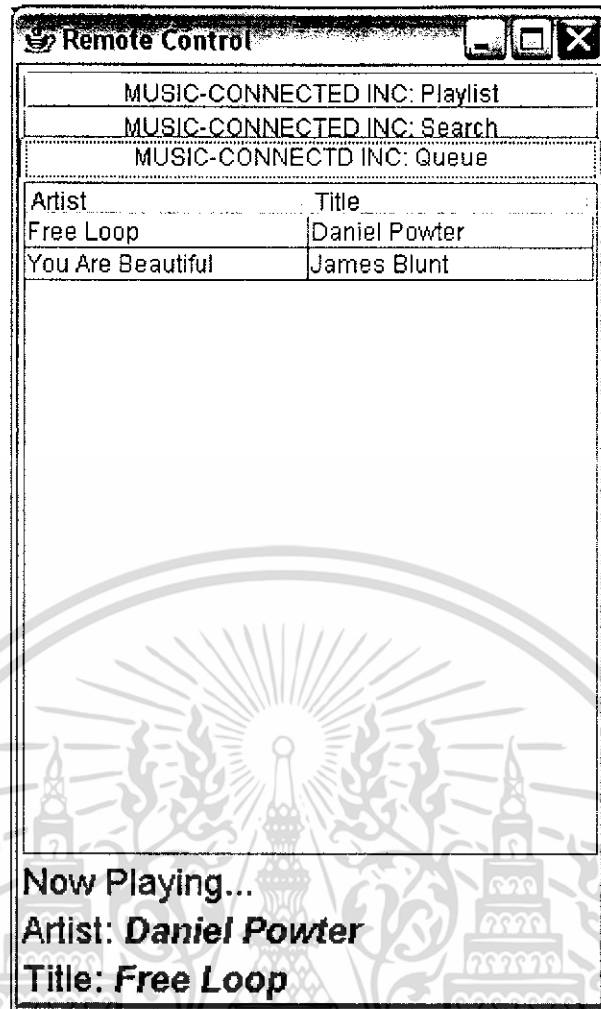 Remote Control
MUSIC-CONNECTED INC: Playlist
MUSIC-CONNECTED INC: Search
MUSIC-CONNECTD INC: Queue
Artist Title
Free Loop Daniel Powter
You Are Beautiful James Blunt
Now Playing...
Artist: Daniel Powter
Title: Free Loop